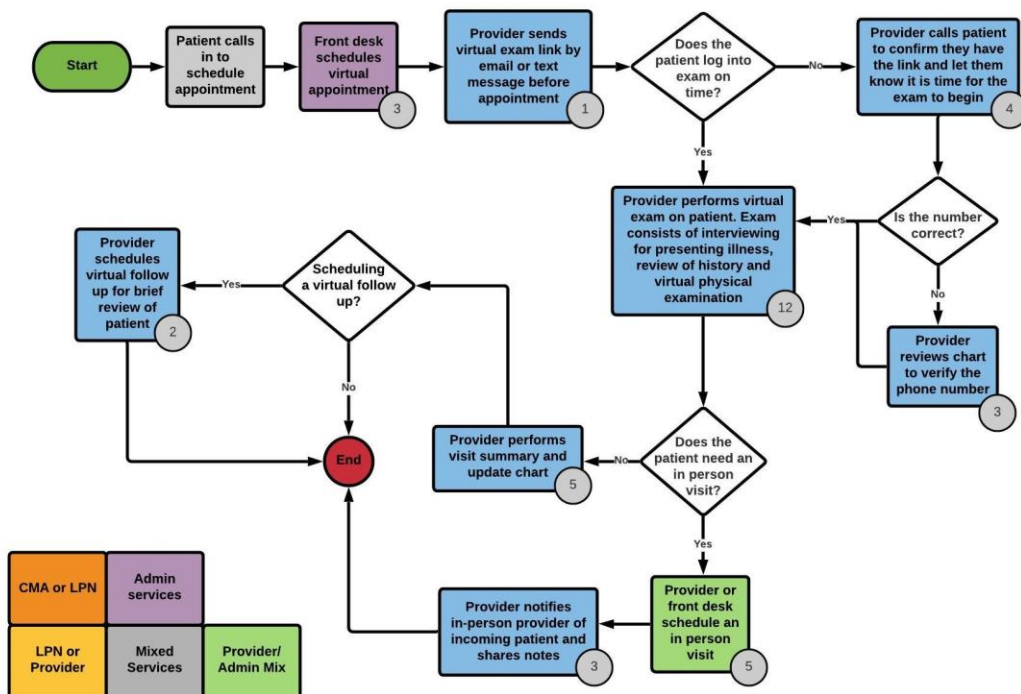 Start
Patient calls
in to
schedule
appointment
Front desk
schedules
virtual
appointment
3
Provider sends
virtual exam link by
email or text
message before
appointment
1
Does the
patient log into
exam on
time?
No
Provider calls patient
to confirm they have
the link and let them
know it is time for the
exam to begin
4
Yes
Is the number
correct?
Yes
No
Provider
reviews chart
to verify the
phone number
3
Provider performs virtual
exam on patient. Exam
consists of interviewing
for presenting illness,
review of history and
virtual physical
examination
12
Does the
patient need an
in person
visit?
No
Provider performs
visit summary and
update chart
5
Scheduling
a virtual follow
up?
Yes
Provider
schedules
virtual follow
up for brief
review of
patient
2
No
End
Yes
Provider or
front desk
schedule an
in person
visit
5
Provider notifies
in-person provider of
incoming patient and
shares notes
3
CMA or LPN
Admin
services
LPN or
Provider
Mixed
Services
Provider/
Admin Mix